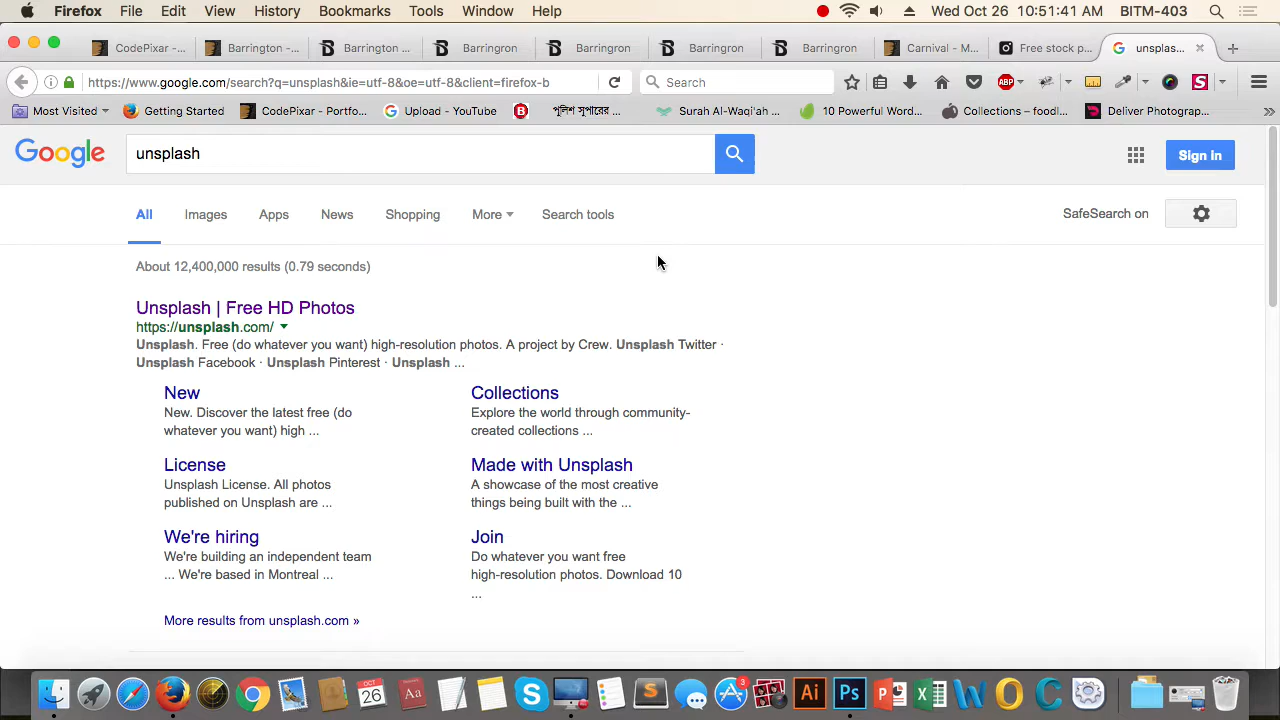 Firefox File Edit View History Bookmarks Tools Window Help Wed Oct 26 10:51:41 AM BITM-403
CodePixar -... Barrington -... Barrington ... Barringron Barringron Barringron Barringron Carnival - M... Free stock p... unsplas...
https://www.google.com/search?q=unsplash&ie=utf-8&oe=utf-8&client=firefox-b Search ABP S
Most Visited Getting Started CodePixar - Portfo... Upload - YouTube পুলিশ সুপারের ... Surah Al-Waqi'ah ... 10 Powerful Word... Collections – foodl... Deliver Photograp...
Google unsplash Sign in
All Images Apps News Shopping More Search tools SafeSearch on
About 12,400,000 results (0.79 seconds)
Unsplash | Free HD Photos
https://unsplash.com/
Unsplash. Free (do whatever you want) high-resolution photos. A project by Crew. Unsplash Twitter ·
Unsplash Facebook · Unsplash Pinterest · Unsplash ...
New
New. Discover the latest free (do
whatever you want) high ...
Collections
Explore the world through community-
created collections ...
License
Unsplash License. All photos
published on Unsplash are ...
Made with Unsplash
A showcase of the most creative
things being built with the ...
We're hiring
We're building an independent team
... We're based in Montreal ...
Join
Do whatever you want free
high-resolution photos. Download 10
...
More results from unsplash.com »
OCT 26 Aa S S 3 Ai Ps P X W O C